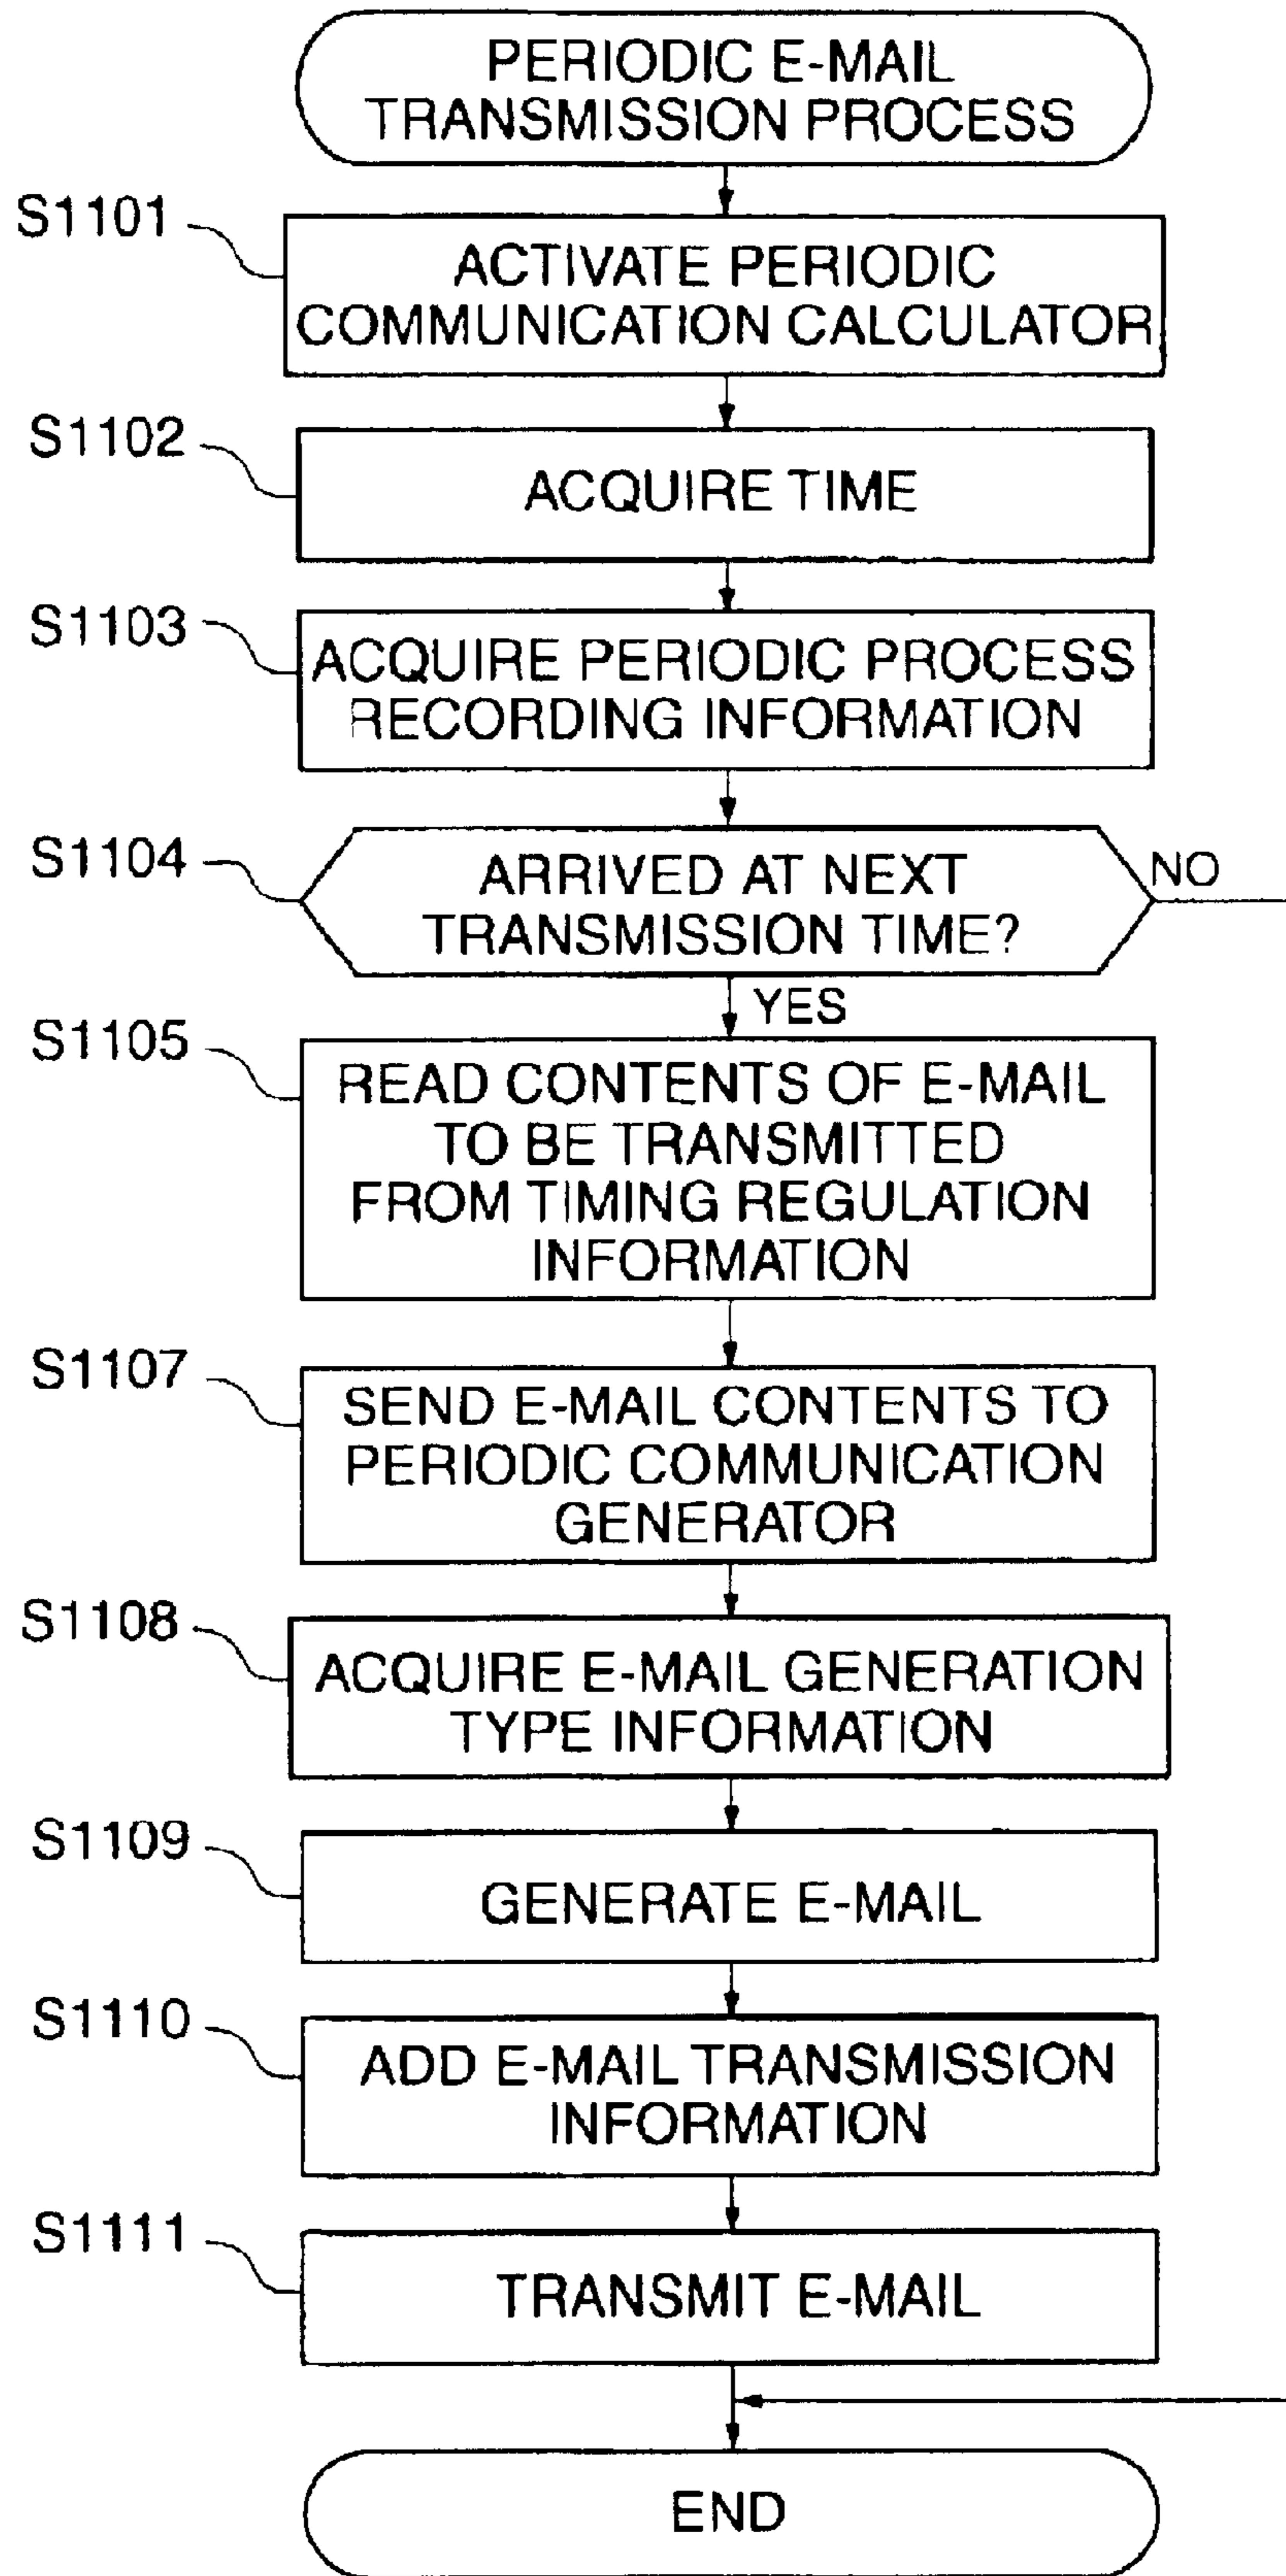 PERIODIC E-MAIL
TRANSMISSION PROCESS
S1101
ACTIVATE PERIODIC
COMMUNICATION CALCULATOR
S1102
ACQUIRE TIME
S1103
ACQUIRE PERIODIC PROCESS
RECORDING INFORMATION
S1104
ARRIVED AT NEXT
TRANSMISSION TIME?
NO
YES
S1105
READ CONTENTS OF E-MAIL
TO BE TRANSMITTED
FROM TIMING REGULATION
INFORMATION
S1107
SEND E-MAIL CONTENTS TO
PERIODIC COMMUNICATION
GENERATOR
S1108
ACQUIRE E-MAIL GENERATION
TYPE INFORMATION
S1109
GENERATE E-MAIL
S1110
ADD E-MAIL TRANSMISSION
INFORMATION
S1111
TRANSMIT E-MAIL
END